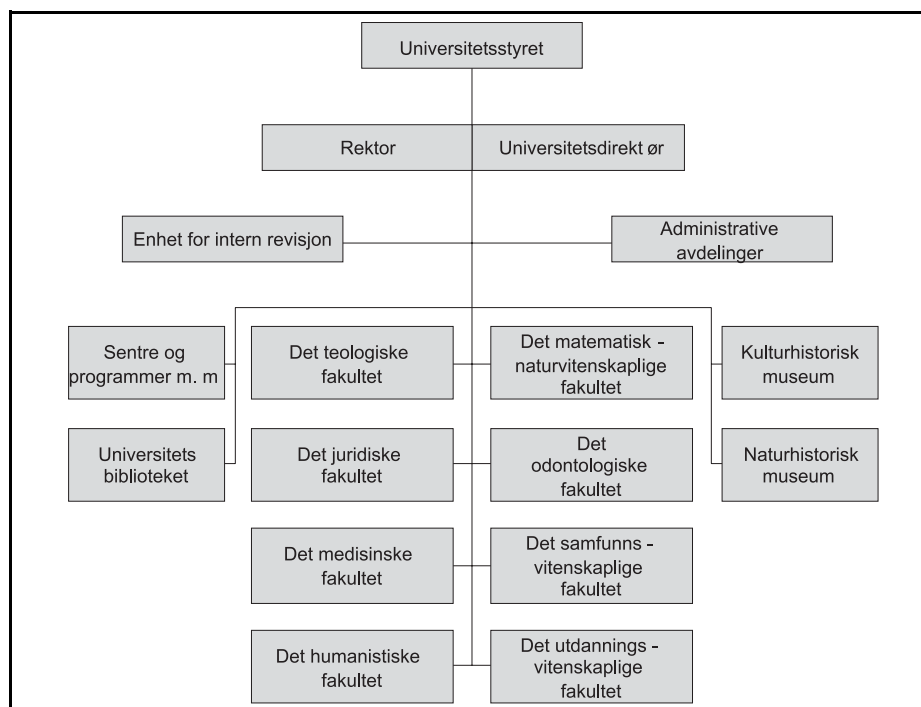 Universitetsstyret
Rektor
Universitetsdirekt ør
Enhet for intern revisjon
Administrative
avdelinger
Sentre og
programmer m. m
Det teologiske
fakultet
Det matematisk -
naturvitenskaplige
fakultet
Kulturhistorisk
museum
Universitets
biblioteket
Det juridiske
fakultet
Det
odontologiske
fakultet
Naturhistorisk
museum
Det medisinske
fakultet
Det samfunns -
vitenskaplige
fakultet
Det humanistiske
fakultet
Det utdannings -
vitenskaplige
fakultet